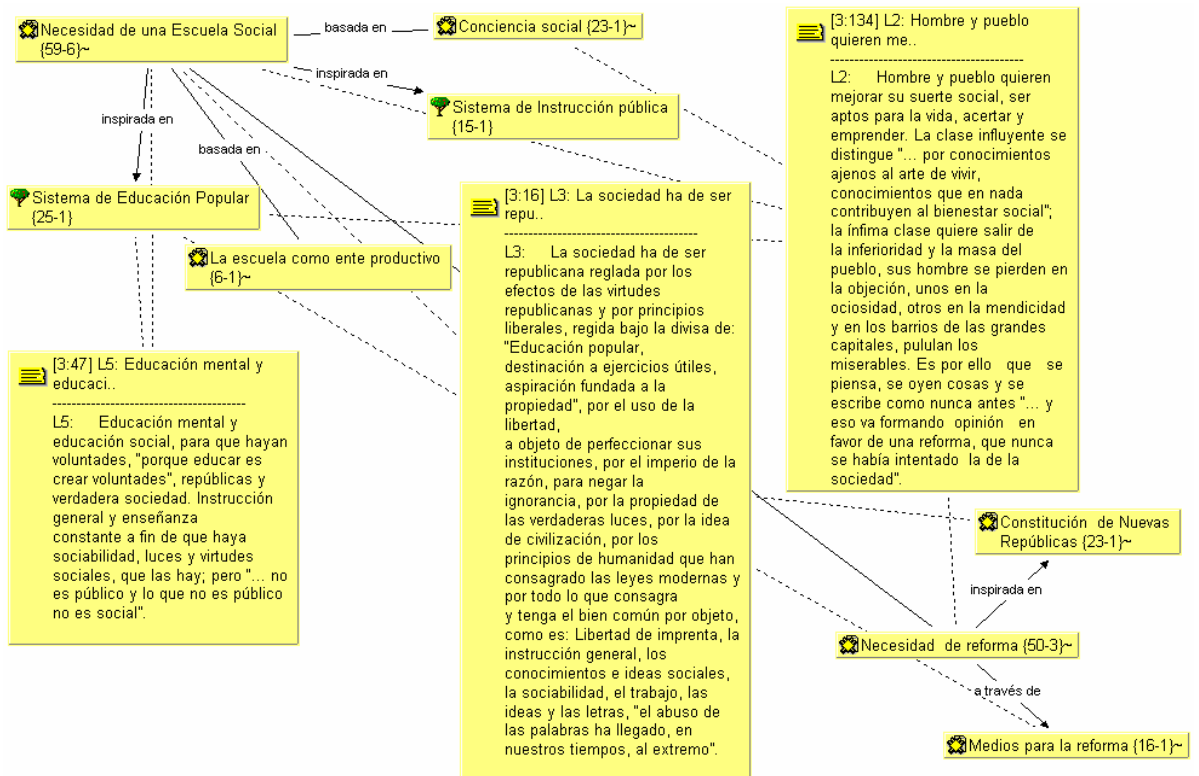 Necesidad de una Escuela Social
{59-6}~
basada en
Conciencia social {23-1}~
inspirada en
Sistema de Instrucción pública
{15-1}
inspirada en
basada en
Sistema de Educación Popular
{25-1}
La escuela como ente productivo
{6-1}~
[3:47] L5: Educación mental y
educaci..
----------------------------------------
L5: Educación mental y
educación social, para que hayan
voluntades, "porque educar es
crear voluntades", repúblicas y
verdadera sociedad. Instrucción
general y enseñanza
constante a fin de que haya
sociabilidad, luces y virtudes
sociales, que las hay; pero "... no
es público y lo que no es público
no es social".
[3:16] L3: La sociedad ha de ser
repu..
----------------------------------------
L3: La sociedad ha de ser
republicana reglada por los
efectos de las virtudes
republicanas y por principios
liberales, regida bajo la divisa de:
"Educación popular,
destinación a ejercicios útiles,
aspiración fundada a la
propiedad", por el uso de la
libertad,
a objeto de perfeccionar sus
instituciones, por el imperio de la
razón, para negar la
ignorancia, por la propiedad de
las verdaderas luces, por la idea
de civilización, por los
principios de humanidad que han
consagrado las leyes modernas y
por todo lo que consagra
y tenga el bien común por objeto,
como es: Libertad de imprenta, la
instrucción general, los
conocimientos e ideas sociales,
la sociabilidad, el trabajo, las
ideas y las letras, "el abuso de
las palabras ha llegado, en
nuestros tiempos, al extremo".
[3:134] L2: Hombre y pueblo
quieren me..
----------------------------------------
L2: Hombre y pueblo quieren
mejorar su suerte social, ser
aptos para la vida, acertar y
emprender. La clase influyente se
distingue "... por conocimientos
ajenos al arte de vivir,
conocimientos que en nada
contribuyen al bienestar social";
la ínfima clase quiere salir de
la inferioridad y la masa del
pueblo, sus hombre se pierden en
la objeción, unos en la
ociosidad, otros en la mendicidad
y en los barrios de las grandes
capitales, pululan los
miserables. Es por ello que se
piensa, se oyen cosas y se
escribe como nunca antes "... y
eso va formando opinión en
favor de una reforma, que nunca
se había intentado la de la
sociedad".
Constitución de Nuevas
Repúblicas {23-1}~
inspirada en
Necesidad de reforma {50-3}~
a través de
Medios para la reforma {16-1}~